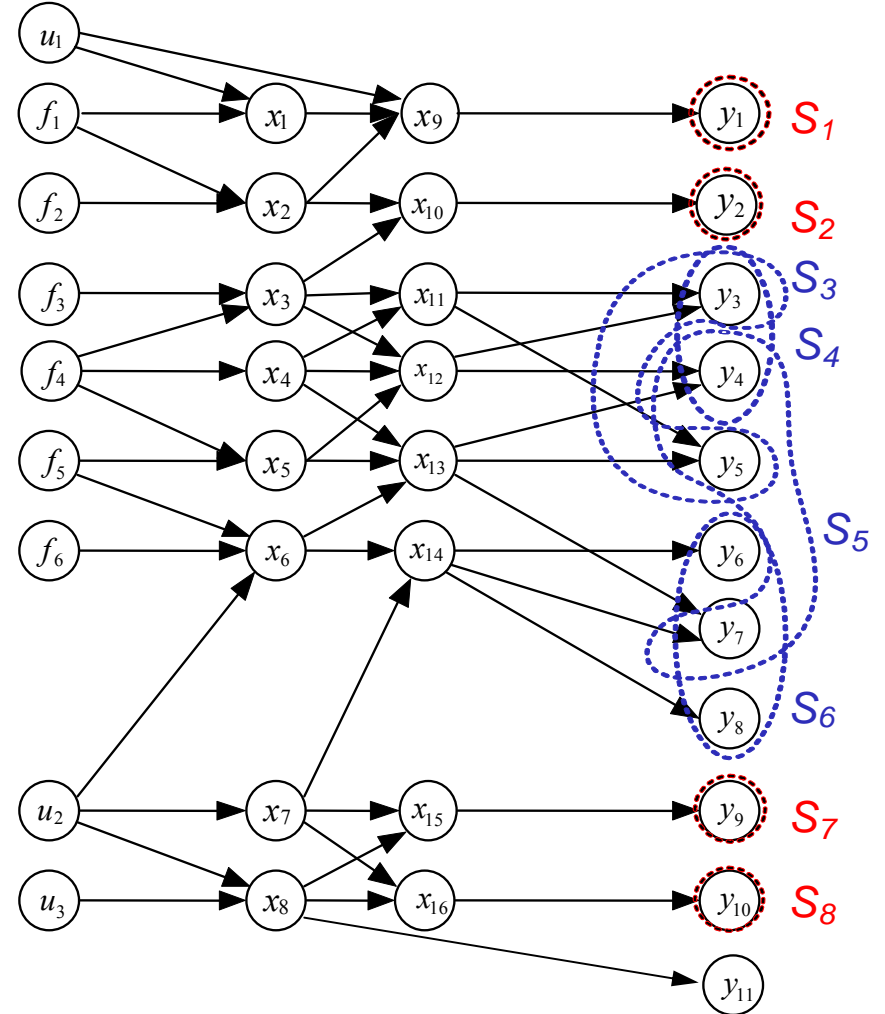 u₁
f₁ x₁ x₉ y₁ S₁
f₂ x₂ x₁₀ y₂ S₂
f₃ x₃ x₁₁ y₃ S₃
f₄ x₄ x₁₂ y₄ S₄
f₅ x₅ x₁₃ y₅
S₅
f₆ x₆ x₁₄ y₆
y₇
y₈ S₆
u₂ x₇ x₁₅ y₉ S₇
u₃ x₈ x₁₆ y₁₀ S₈
y₁₁